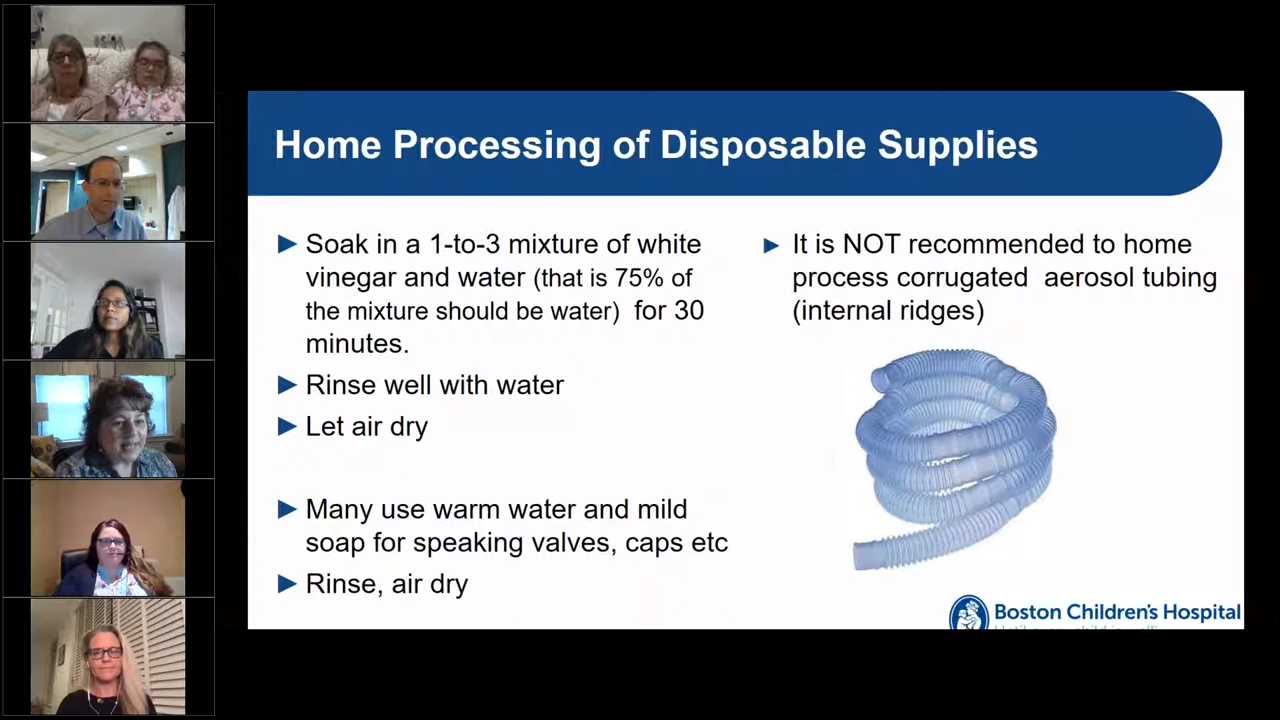 Home Processing of Disposable Supplies
Soak in a 1-to-3 mixture of white
vinegar and water (that is 75% of
the mixture should be water) for 30
minutes.
Rinse well with water
Let air dry
Many use warm water and mild
soap for speaking valves, caps etc
Rinse, air dry
It is NOT recommended to home
process corrugated aerosol tubing
(internal ridges)
Boston Children's Hospital